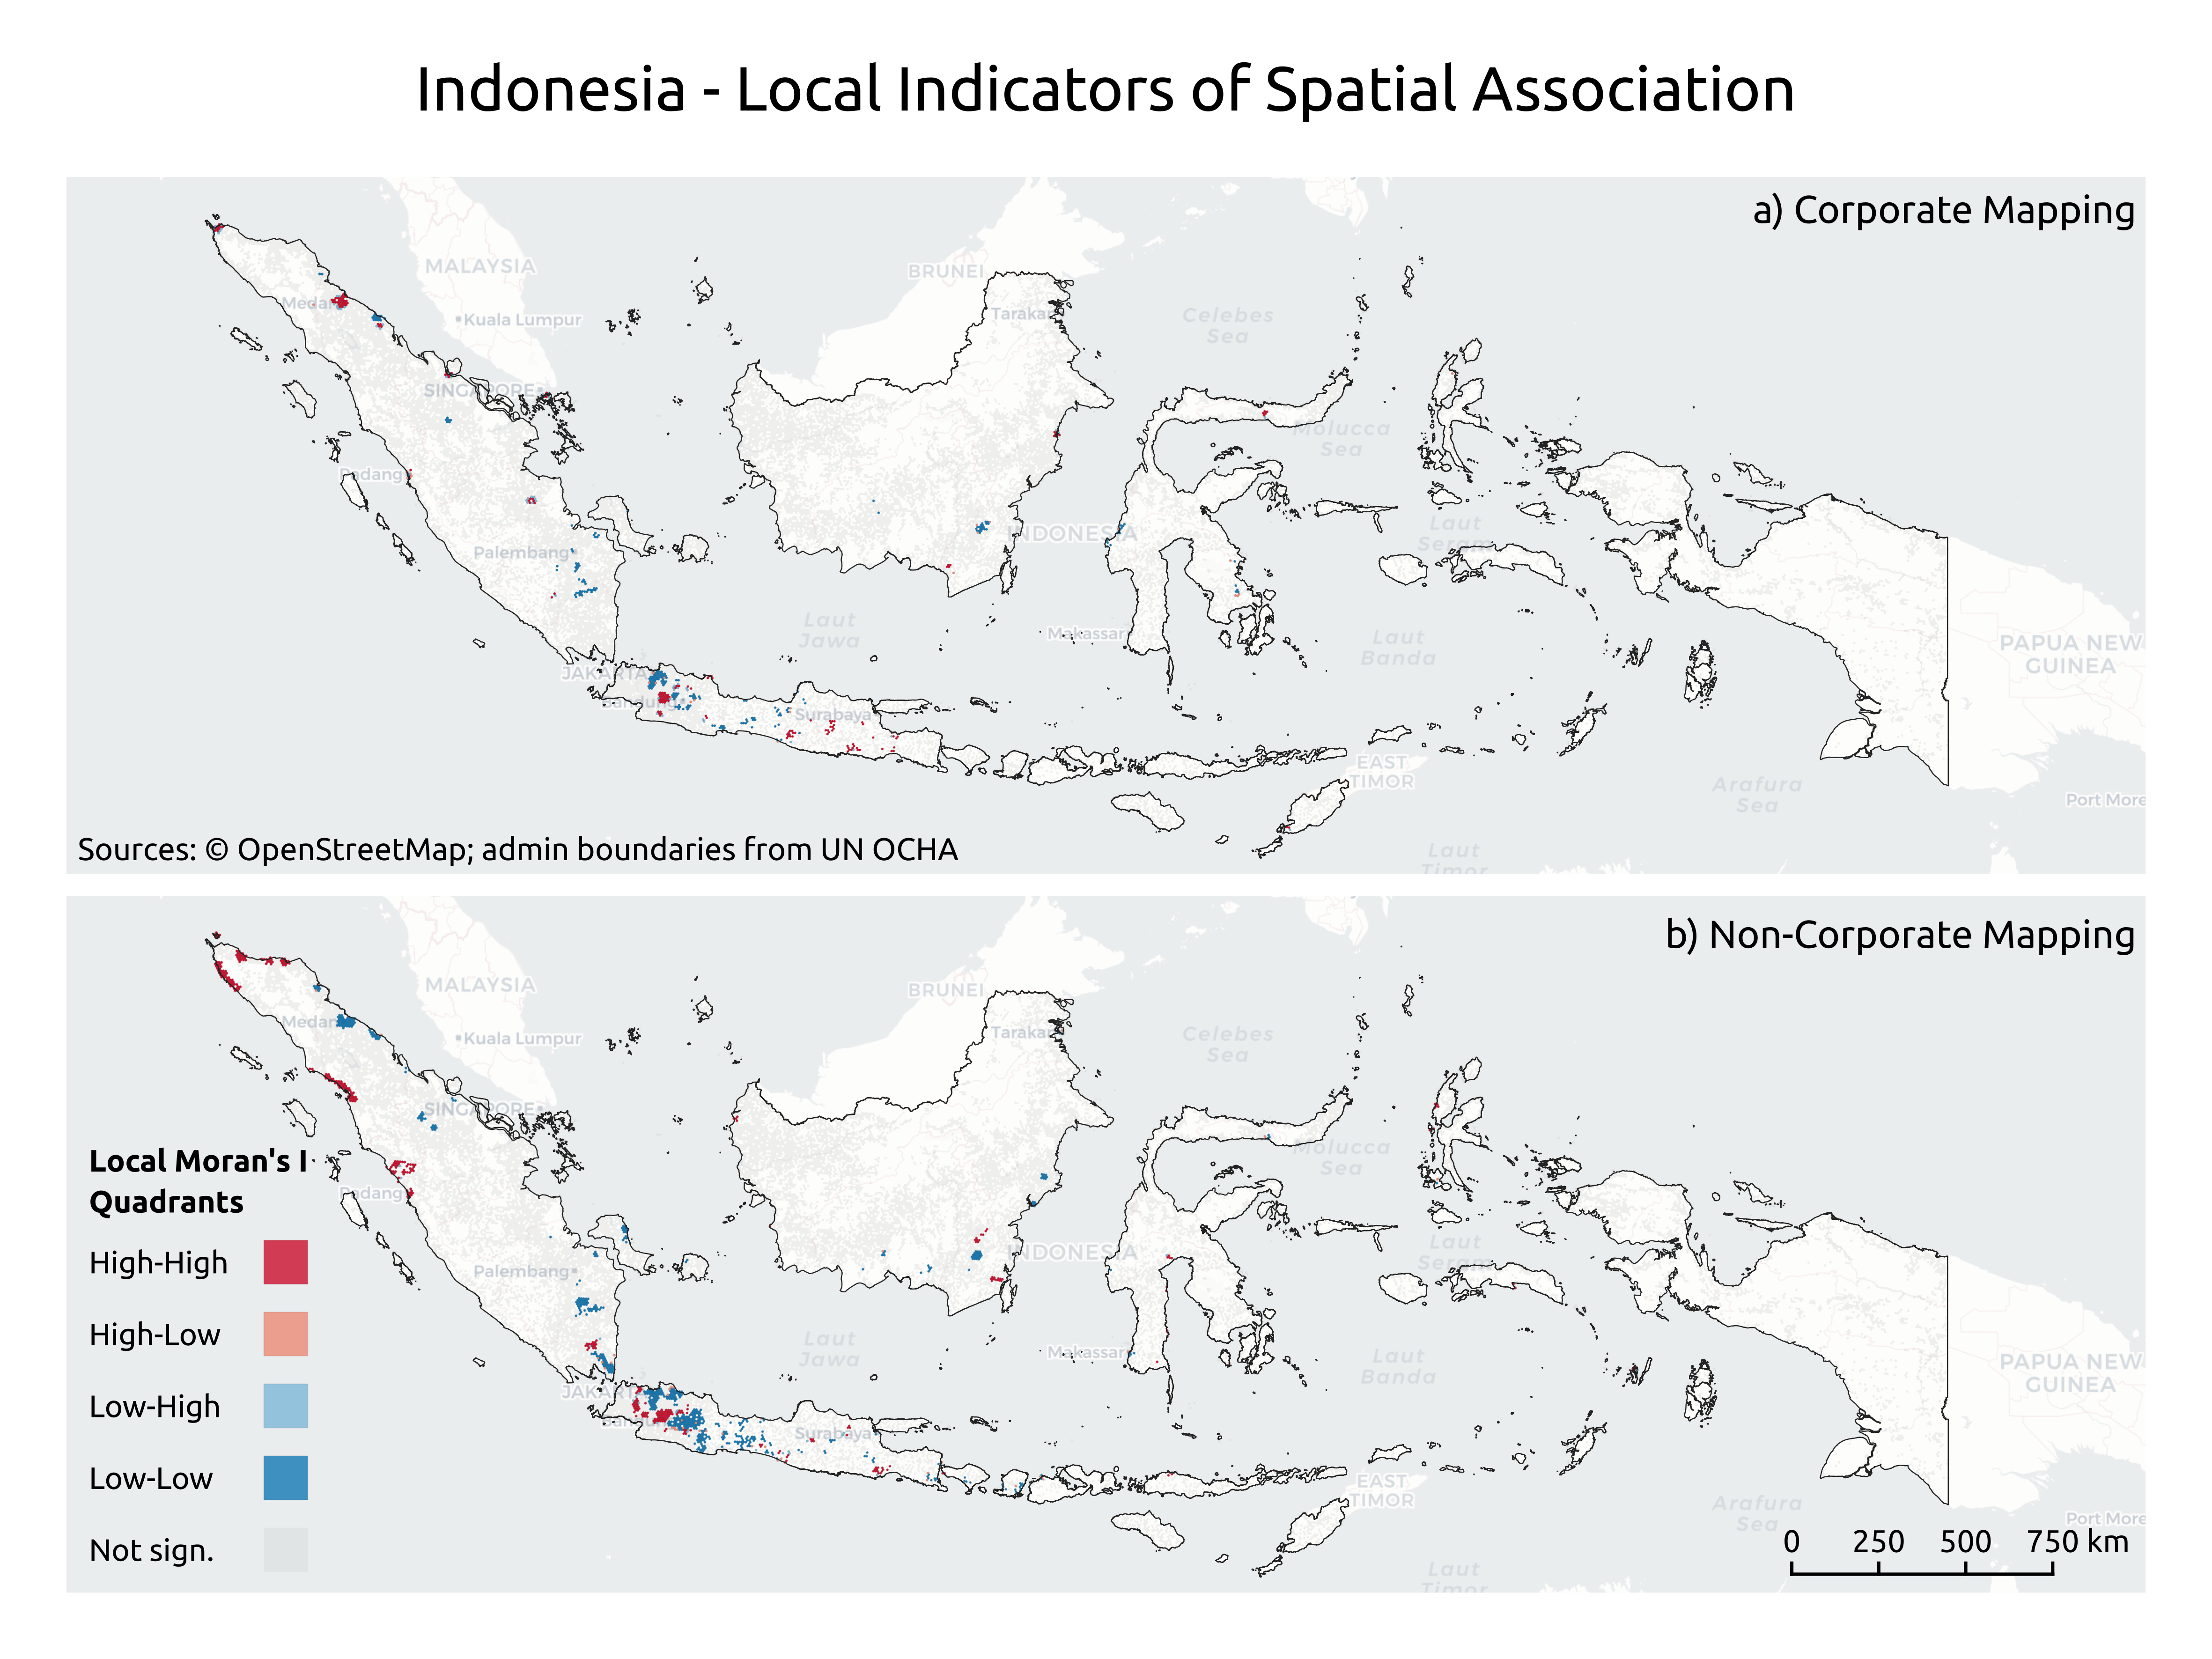 Indonesia - Local Indicators of Spatial Association
a) Corporate Mapping
MALAYSIA
BRUNEI
Medan
Kuala Lumpur
Tarakan
Celebes
Sea
SINGAPORE
Molucca
Sea
Padang
INDONESIA
Laut
Seram
Palembang
Laut
Jawa
Makassar
Laut
Banda
PAPUA NEW
GUINEA
JAKARTA
Bandung
Surabaya
EAST
TIMOR
Arafura
Sea
Port More
Laut
Timor
Sources: © OpenStreetMap; admin boundaries from UN OCHA
b) Non-Corporate Mapping
MALAYSIA
BRUNEI
Medan
Kuala Lumpur
Tarakan
Celebes
Sea
SINGAPORE
Molucca
Sea
Padang
INDONESIA
Laut
Seram
Palembang
Laut
Jawa
Makassar
Laut
Banda
PAPUA NEW
GUINEA
JAKARTA
Bandung
Surabaya
EAST
TIMOR
Arafura
Sea
Port More
Laut
Timor
Local Moran's I
Quadrants
High-High
High-Low
Low-High
Low-Low
Not sign.
0 250 500 750 km